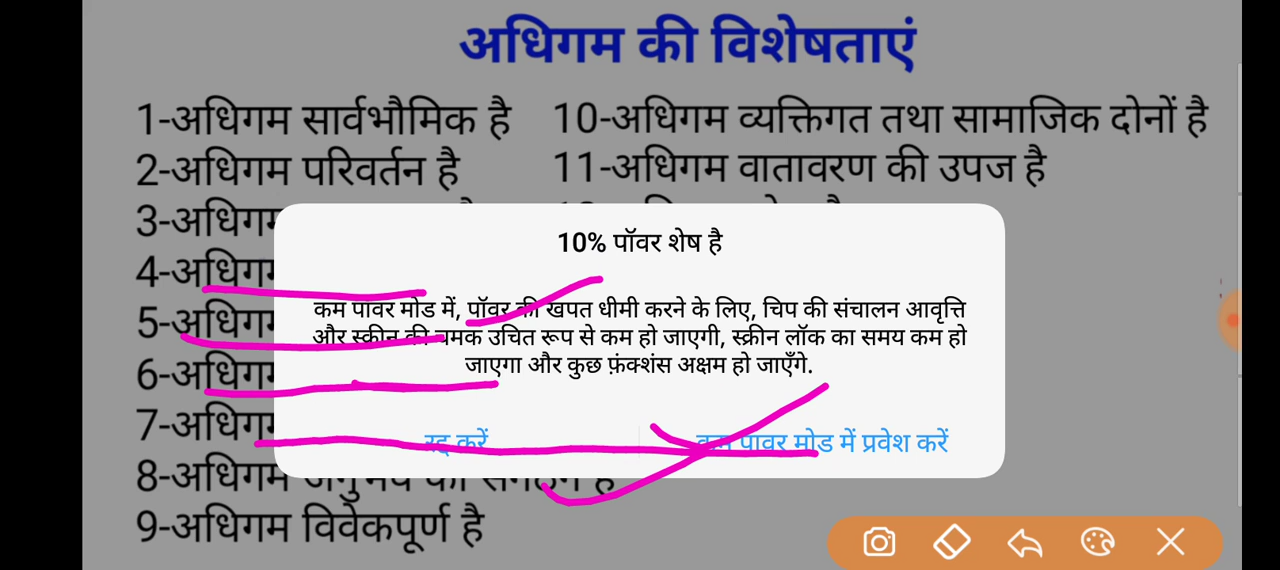 अधिगम की विशेषताएं
1-अधिगम सार्वभौमिक है
10-अधिगम व्यक्तिगत तथा सामाजिक दोनों है
2-अधिगम परिवर्तन है
11-अधिगम वातावरण की उपज है
3-अधिगम
4-अधिगम
5-अधिगम
6-अधिगम
7-अधिगम
8-अधिगम अनुभव का संगठन है
9-अधिगम विवेकपूर्ण है
10% पॉवर शेष है
कम पावर मोड में, पॉवर की खपत धीमी करने के लिए, चिप की संचालन आवृत्ति
और स्क्रीन की चमक उचित रूप से कम हो जाएगी, स्क्रीन लॉक का समय कम हो
जाएगा और कुछ फ़ंक्शंस अक्षम हो जाएँगे.
रद्द करें
कम पावर मोड में प्रवेश करें